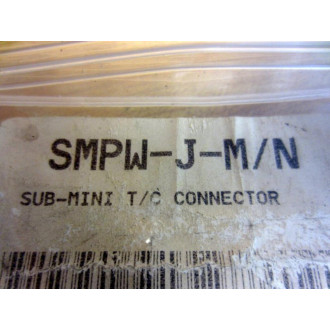 SMPW-J-M/N
SUB-MINI T/C CONNECTOR